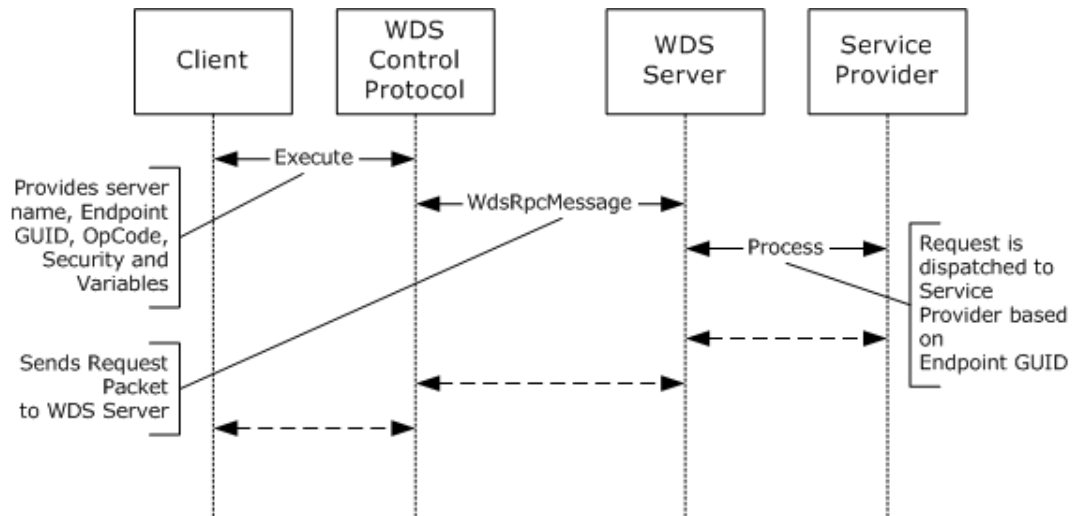 Client
WDS
Control
Protocol
WDS
Server
Service
Provider
Execute
Provides server
name, Endpoint
GUID, OpCode,
Security and
Variables
WdsRpcMessage
Process
Request is
dispatched to
Service
Provider based
on
Endpoint GUID
Sends Request
Packet
to WDS Server